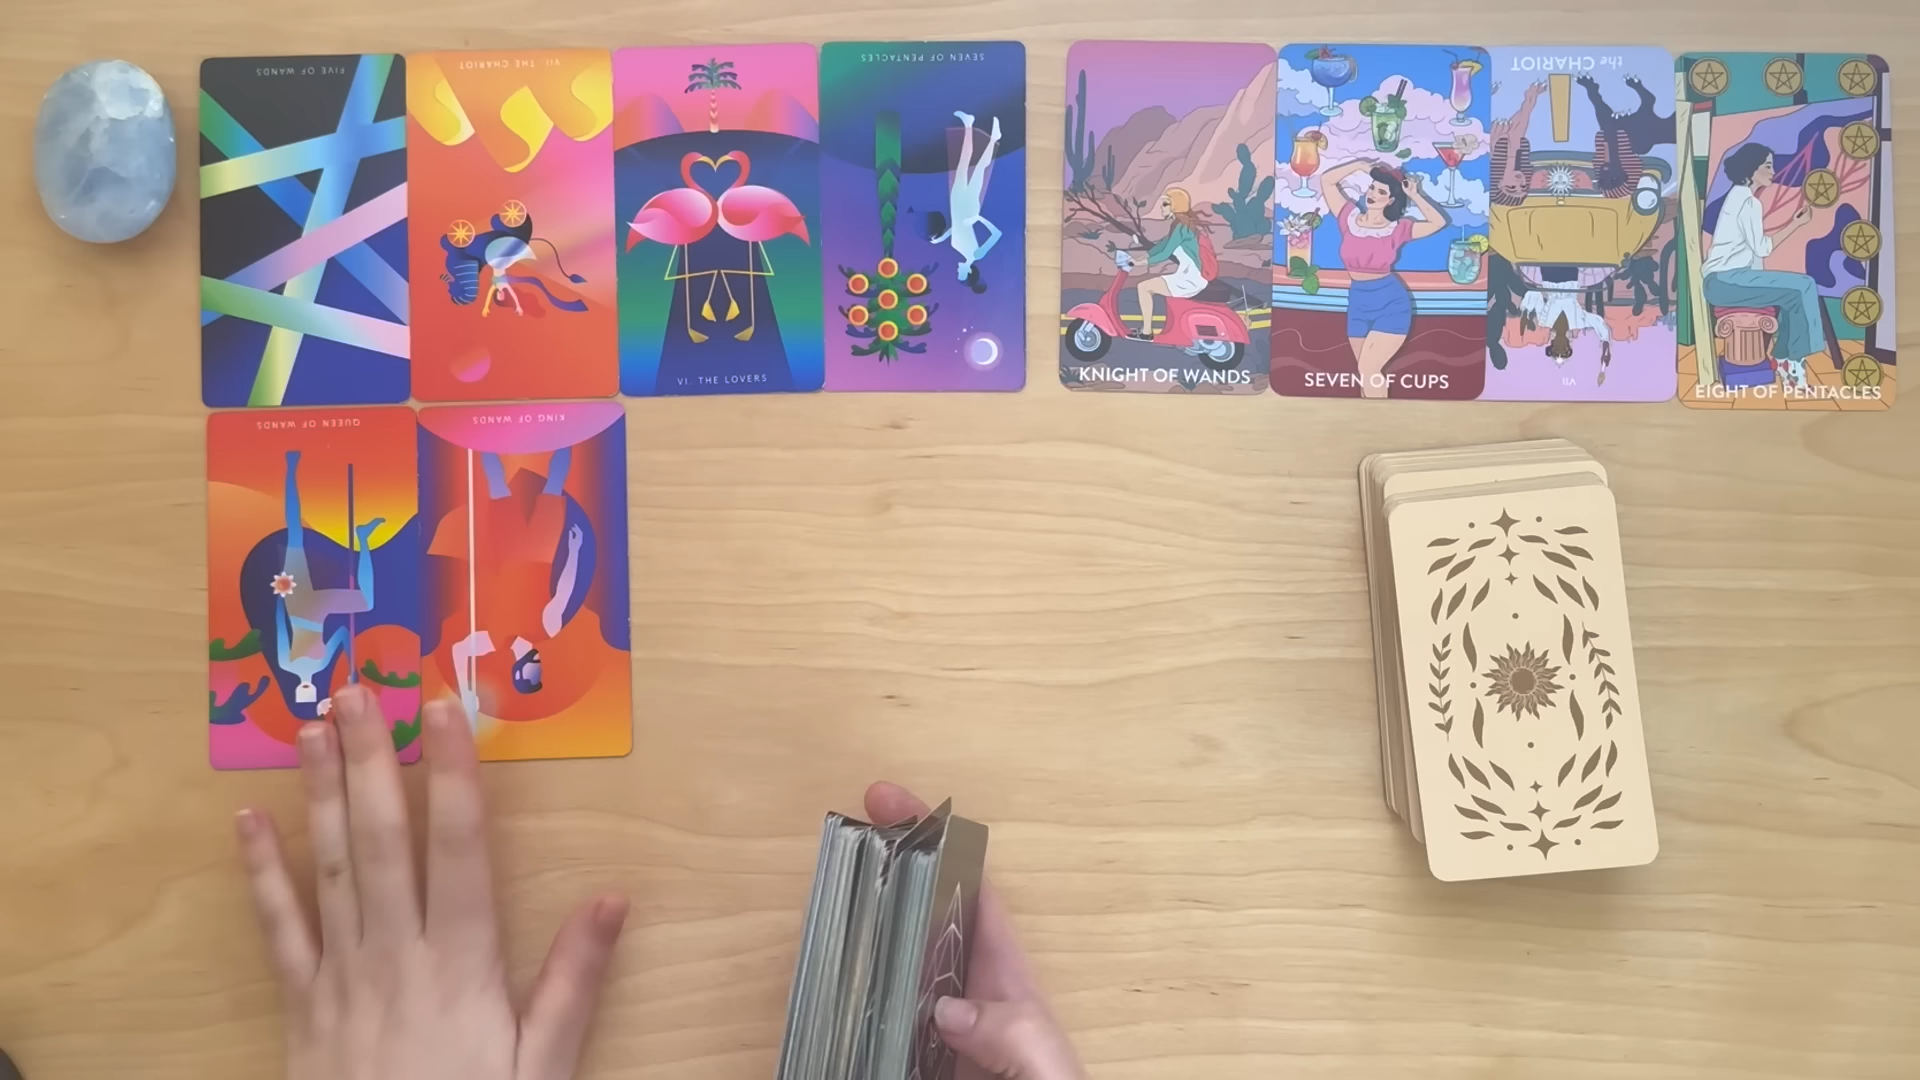 FIVE OF WANDS
VII. THE CHARIOT
VI. THE LOVERS
SEVEN OF PENTACLES
KNIGHT OF WANDS
SEVEN OF CUPS
the CHARIOT
VII
EIGHT OF PENTACLES
QUEEN OF WANDS
KING OF WANDS